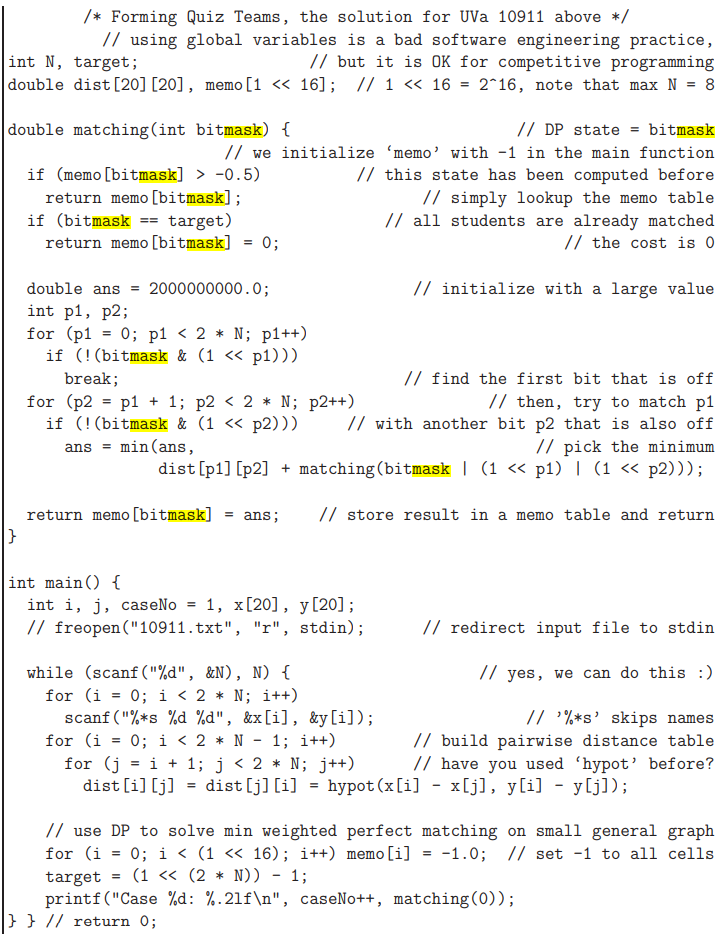 /* Forming Quiz Teams, the solution for UVa 10911 above */
// using global variables is a bad software engineering practice,
int N, target; // but it is OK for competitive programming
double dist[20][20], memo[1 << 16]; // 1 << 16 = 2^16, note that max N = 8
double matching(int bitmask) { // DP state = bitmask
// we initialize ‘memo’ with -1 in the main function
if (memo[bitmask] > -0.5) // this state has been computed before
return memo[bitmask]; // simply lookup the memo table
if (bitmask == target) // all students are already matched
return memo[bitmask] = 0; // the cost is 0
double ans = 2000000000.0; // initialize with a large value
int p1, p2;
for (p1 = 0; p1 < 2 * N; p1++)
if (!(bitmask & (1 << p1)))
break; // find the first bit that is off
for (p2 = p1 + 1; p2 < 2 * N; p2++) // then, try to match p1
if (!(bitmask & (1 << p2))) // with another bit p2 that is also off
ans = min(ans, // pick the minimum
dist[p1][p2] + matching(bitmask | (1 << p1) | (1 << p2)));
return memo[bitmask] = ans; // store result in a memo table and return
}
int main() {
int i, j, caseNo = 1, x[20], y[20];
// freopen("10911.txt", "r", stdin); // redirect input file to stdin
while (scanf("%d", &N), N) { // yes, we can do this :)
for (i = 0; i < 2 * N; i++)
scanf("%*s %d %d", &x[i], &y[i]); // ’%*s’ skips names
for (i = 0; i < 2 * N - 1; i++) // build pairwise distance table
for (j = i + 1; j < 2 * N; j++) // have you used ‘hypot’ before?
dist[i][j] = dist[j][i] = hypot(x[i] - x[j], y[i] - y[j]);
// use DP to solve min weighted perfect matching on small general graph
for (i = 0; i < (1 << 16); i++) memo[i] = -1.0; // set -1 to all cells
target = (1 << (2 * N)) - 1;
printf("Case %d: %.2lf\n", caseNo++, matching(0));
} } // return 0;